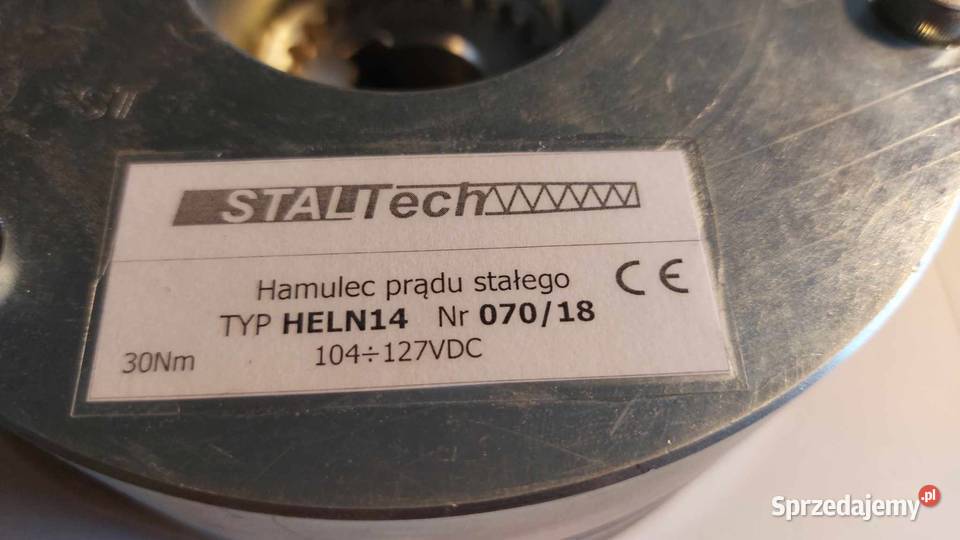 STALTech
Hamulec prądu stałego
CE
TYP HELN14 Nr 070/18
30Nm
104÷127VDC
Sprzedajemy.pl